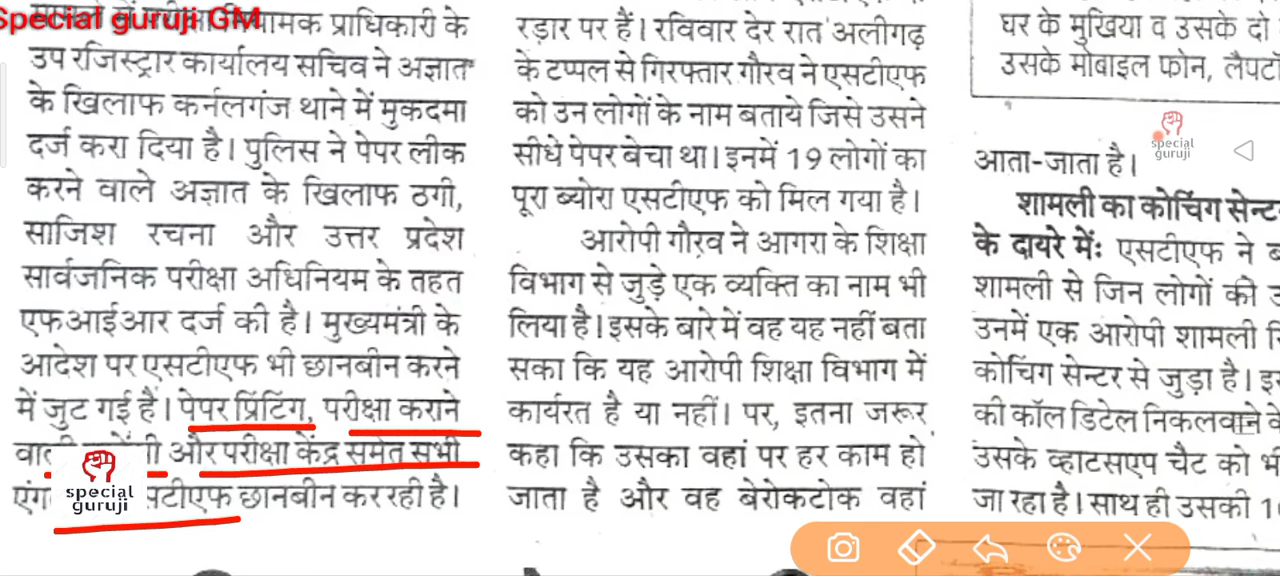 Special guruji GM
प्राधिकारी के
उप रजिस्ट्रार कार्यालय सचिव ने अज्ञात
के खिलाफ कर्नलगंज थाने में मुकदमा
दर्ज करा दिया है। पुलिस ने पेपर लीक
करने वाले अज्ञात के खिलाफ ठगी,
साजिश रचना और उत्तर प्रदेश
सार्वजनिक परीक्षा अधिनियम के तहत
एफआईआर दर्ज की है। मुख्यमंत्री के
आदेश पर एसटीएफ भी छानबीन करने
में जुट गई है। पेपर प्रिंटिंग, परीक्षा कराने
और परीक्षा केंद्र समेत सभी
छानबीन कर रही है।
special
guruji
रडार पर हैं। रविवार देर रात अलीगढ़
के टप्पल से गिरफ्तार गौरव ने एसटीएफ
को उन लोगों के नाम बताये जिसे उसने
सीधे पेपर बेचा था। इनमें 19 लोगों का
पूरा ब्योरा एसटीएफ को मिल गया है।
आरोपी गौरव ने आगरा के शिक्षा
विभाग से जुड़े एक व्यक्ति का नाम भी
लिया है। इसके बारे में वह यह नहीं बता
सका कि यह आरोपी शिक्षा विभाग में
कार्यरत है या नहीं। पर, इतना जरूर
कहा कि उसका वहां पर हर काम हो
जाता है और वह बेरोकटोक वहां
घर के मुखिया व उसके दो
उसके मोबाइल फोन,
special
guruji
आता-जाता है।
शामली का कोचिंग
के दायरे में: एसटीएफ ने
शामली से जिन लोगों की
उनमें एक आरोपी शामली
कोचिंग सेन्टर से जुड़ा है।
की कॉल डिटेल निकलवाने
उसके व्हाटसएप चैट को भी
जा रहा है। साथ ही उसकी